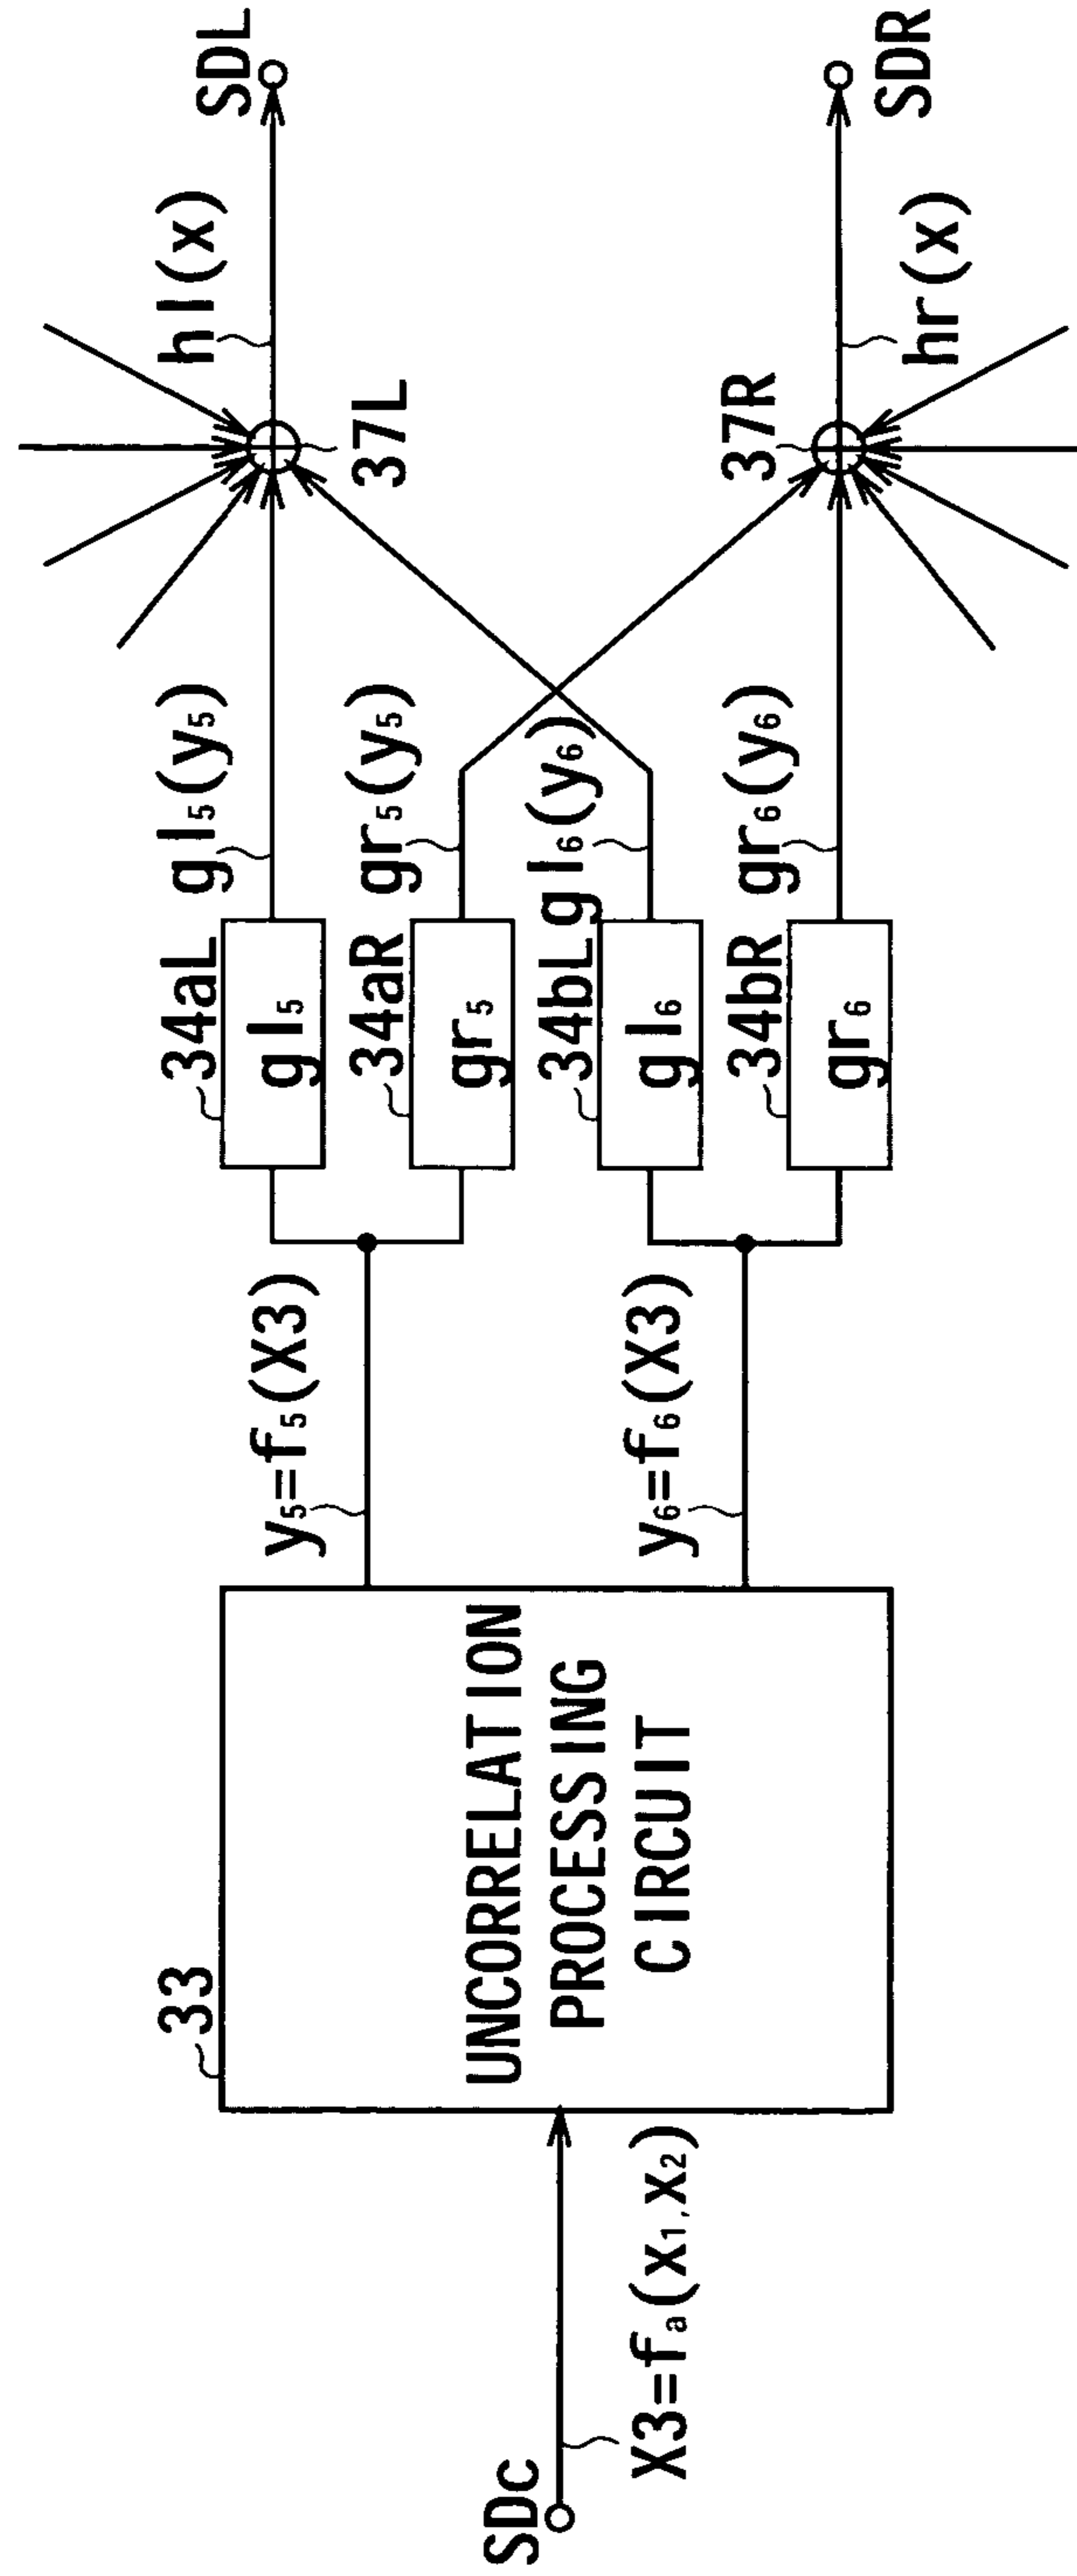 SDc
X3=fa(x1,x2)
33
UNCORRELATION
PROCESSING
CIRCUIT
y5=f5(X3)
y6=f6(X3)
34aL
gl5
34aR
gr5
34bL
gl6
34bR
gr6
gl5(y5)
gr5(y5)
gl6(y6)
gr6(y6)
37L
37R
hl(x)
hr(x)
SDL
SDR